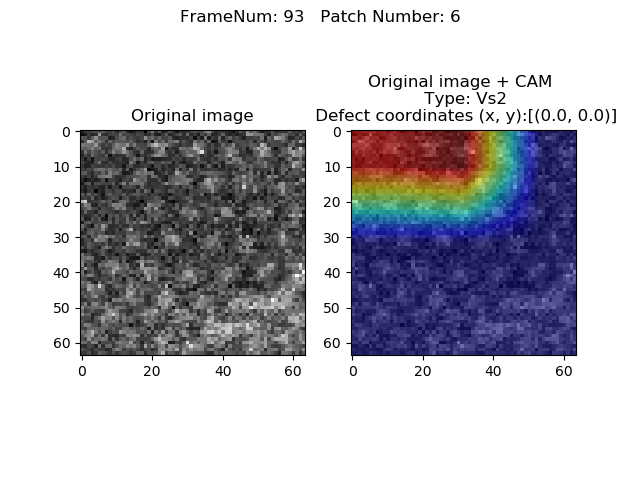 FrameNum: 93   Patch Number: 6
Original image
Original image + CAM
Type: Vs2
Defect coordinates (x, y):[(0.0, 0.0)]
0
10
20
30
40
50
60
0 20 40 60
0
10
20
30
40
50
60
0 20 40 60